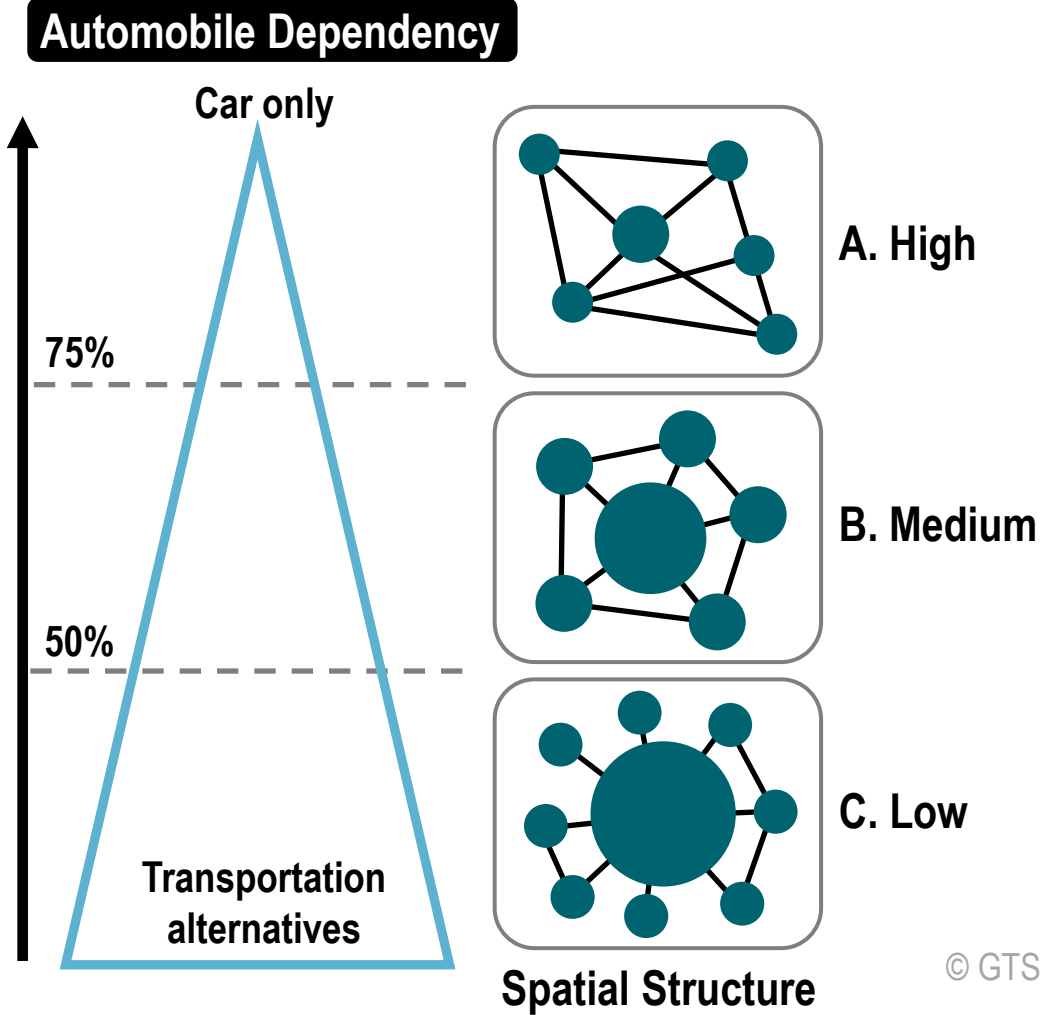 Automobile Dependency
Car only
A. High
75%
B. Medium
50%
C. Low
Transportation
alternatives
Spatial Structure
© GTS